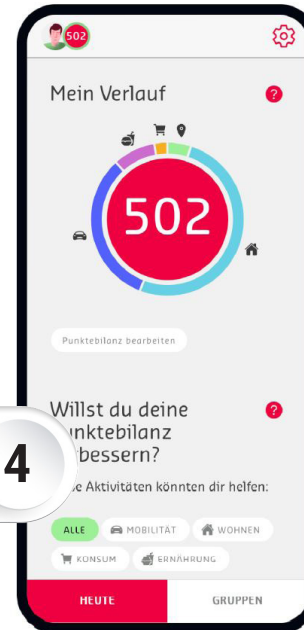 502
Mein Verlauf
?
502
Punktebilanz bearbeiten
Willst du deine
?
unktebilanz
bessern?
4
e Aktivitäten könnten dir helfen:
ALLE MOBILITÄT WOHNEN
KONSUM ERNÄHRUNG
HEUTE GRUPPEN